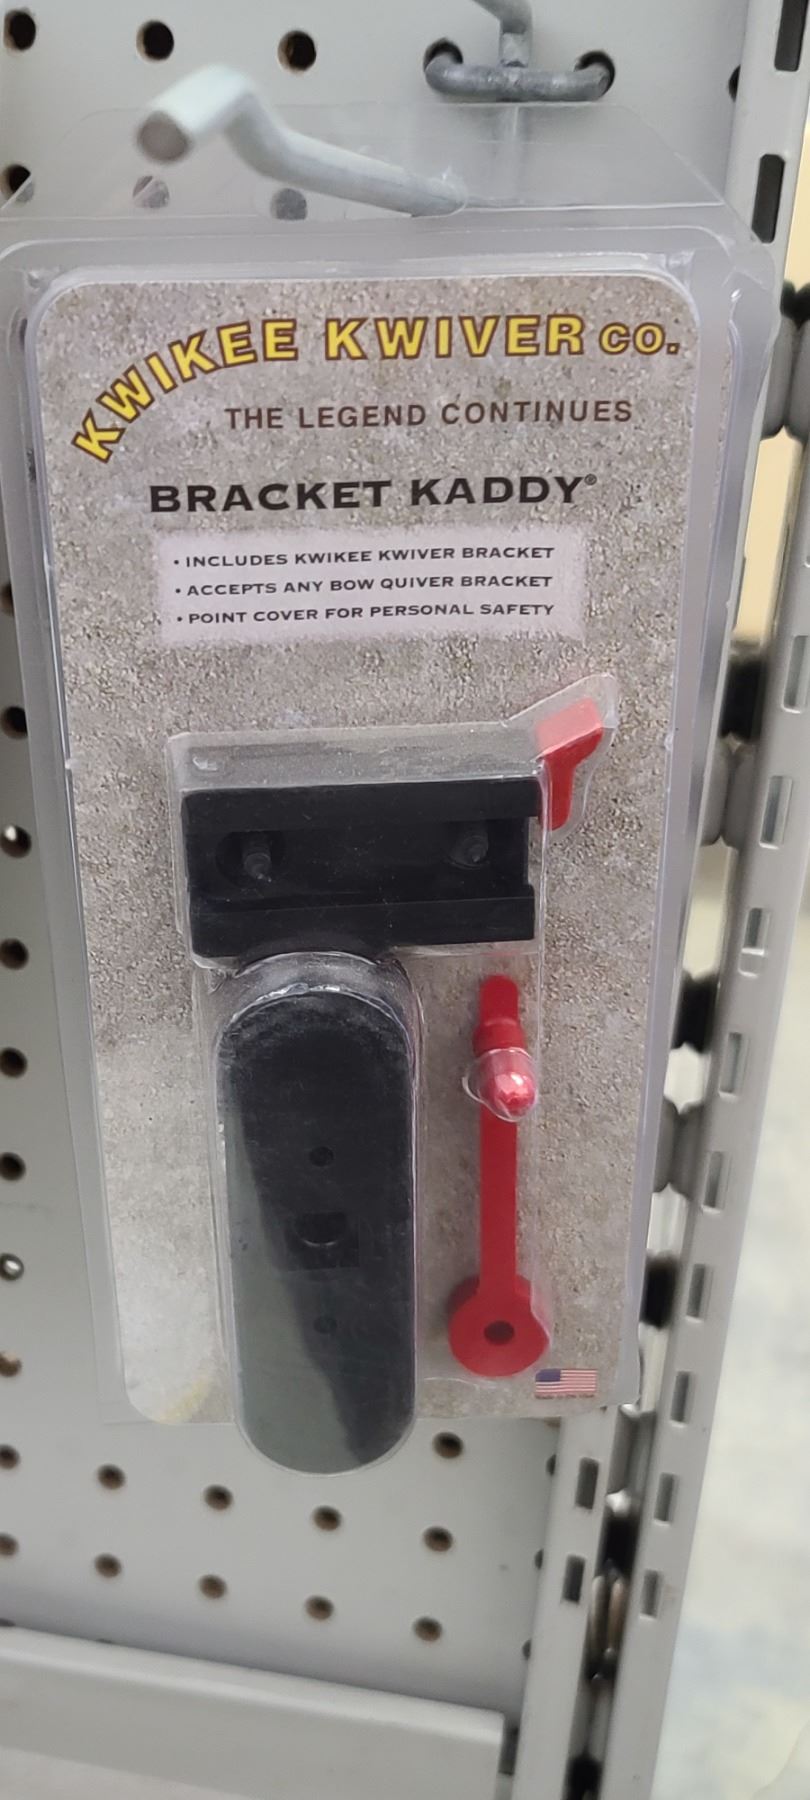 KWIKEE KWIVER CO.
THE LEGEND CONTINUES
BRACKET KADDY®
• INCLUDES KWIKEE KWIVER BRACKET
• ACCEPTS ANY BOW QUIVER BRACKET
• POINT COVER FOR PERSONAL SAFETY